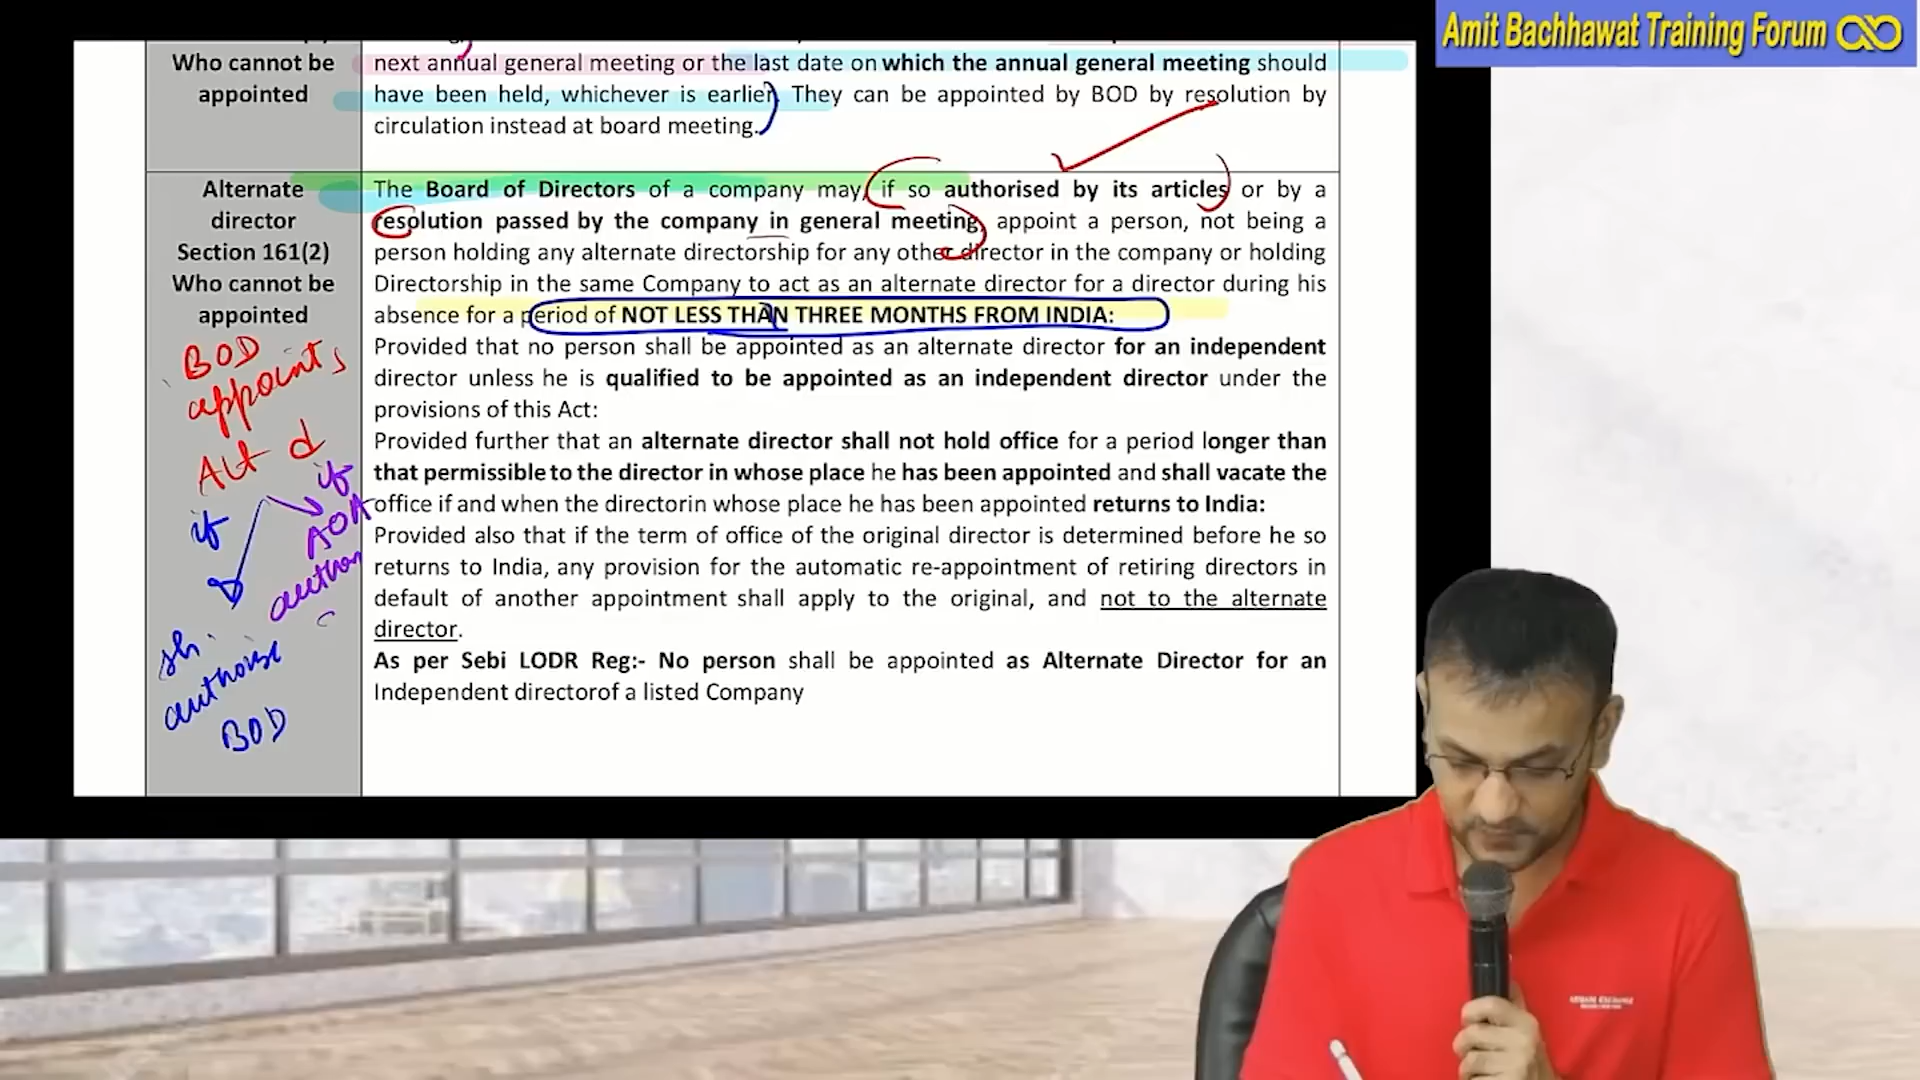 Amit Bachhawat Training Forum
Who cannot be
appointed
next annual general meeting or the last date on which the annual general meeting should
have been held, whichever is earlier. They can be appointed by BOD by resolution by
circulation instead at board meeting.
Alternate
director
Section 161(2)
Who cannot be
appointed
The Board of Directors of a company may, if so authorised by its articles or by a
resolution passed by the company in general meeting, appoint a person, not being a
person holding any alternate directorship for any other director in the company or holding
Directorship in the same Company to act as an alternate director for a director during his
absence for a period of NOT LESS THAN THREE MONTHS FROM INDIA:
Provided that no person shall be appointed as an alternate director for an independent
director unless he is qualified to be appointed as an independent director under the
provisions of this Act:
Provided further that an alternate director shall not hold office for a period longer than
that permissible to the director in whose place he has been appointed and shall vacate the
office if and when the directorin whose place he has been appointed returns to India:
Provided also that if the term of office of the original director is determined before he so
returns to India, any provision for the automatic re-appointment of retiring directors in
default of another appointment shall apply to the original, and not to the alternate
director.
As per Sebi LODR Reg:- No person shall be appointed as Alternate Director for an
Independent directorof a listed Company
BOD
appoints
Alt d
if
if
AOA
author
sh
authorise
BOD